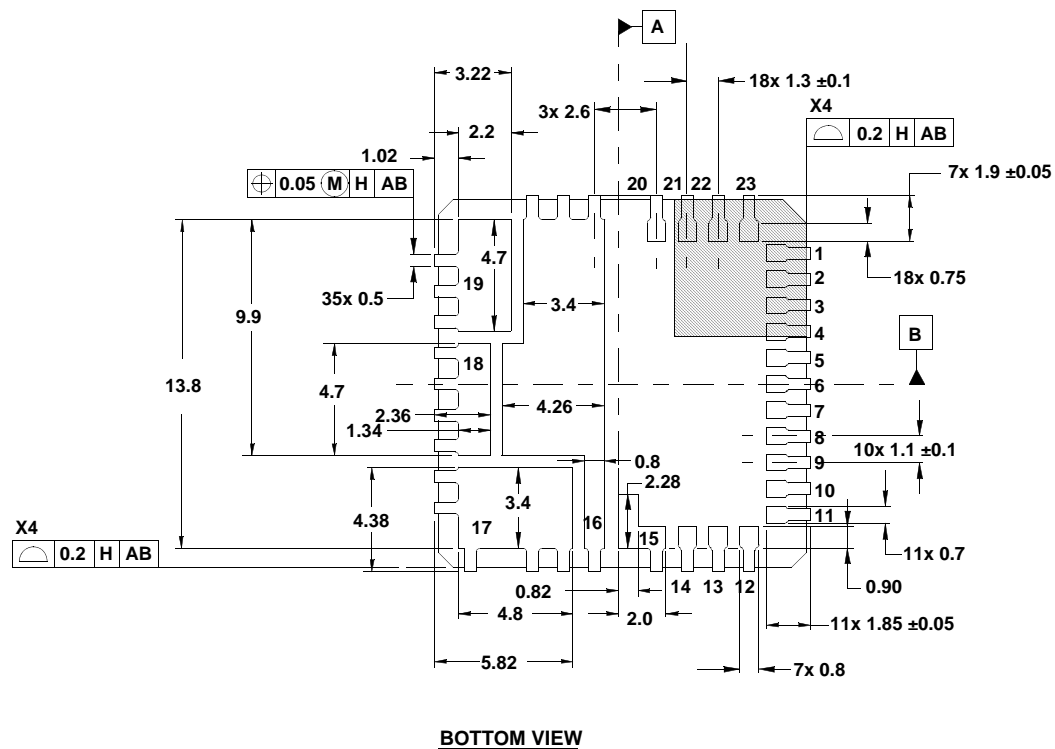 A
3.22
18x 1.3 ±0.1
X4
3x 2.6
2.2
0.2 H AB
1.02
7x 1.9 ±0.05
0.05 M H AB
20 21 22 23
1
4.7
2
18x 0.75
19
35x 0.5
3.4
3
9.9
4
B
5
18
13.8
4.7
6
2.36
4.26
7
1.34
8
10x 1.1 ±0.1
0.8
9
2.28
10
3.4
4.38
16
11
X4
17
15
11x 0.7
0.2 H AB
0.82
14 13 12
0.90
4.8
2.0
11x 1.85 ±0.05
5.82
7x 0.8
BOTTOM VIEW